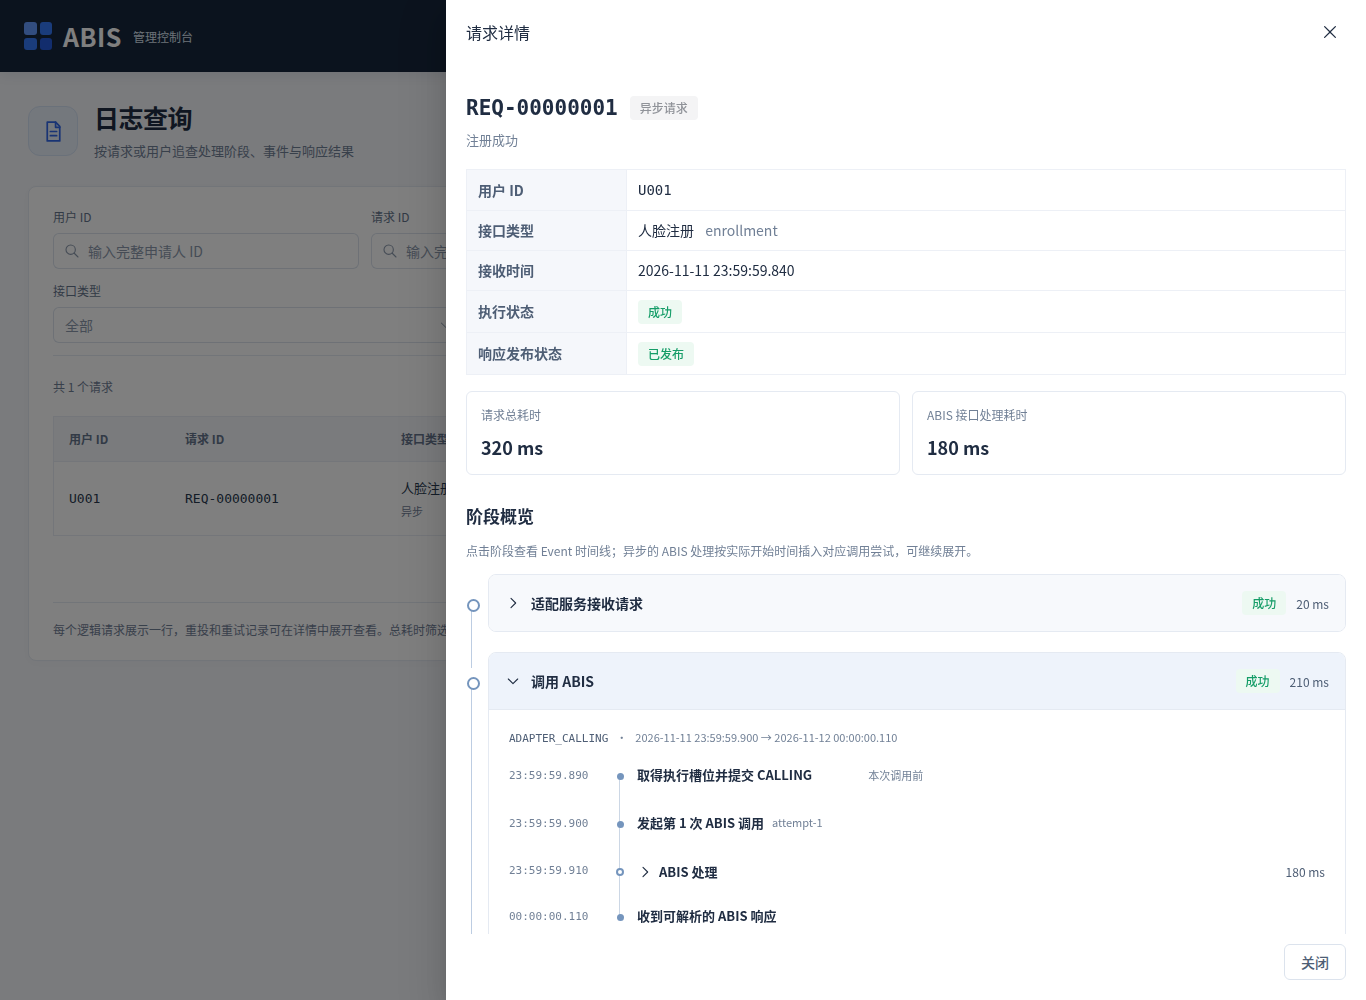 ABIS 管理控制台
日志查询
按请求或用户追查处理阶段、事件与响应结果
用户 ID
请求 ID
输入完整申请人 ID
输入完
接口类型
全部
共 1 个请求
用户 ID 请求 ID 接口类型
U001 REQ-00000001 人脸注册
异步
每个逻辑请求展示一行，重投和重试记录可在详情中展开查看。总耗时筛选
请求详情
REQ-00000001 异步请求
注册成功
用户 ID U001
接口类型 人脸注册 enrollment
接收时间 2026-11-11 23:59:59.840
执行状态 成功
响应发布状态 已发布
请求总耗时
320 ms
ABIS 接口处理耗时
180 ms
阶段概览
点击阶段查看 Event 时间线；异步的 ABIS 处理按实际开始时间插入对应调用尝试，可继续展开。
适配服务接收请求 成功 20 ms
调用 ABIS 成功 210 ms
ADAPTER_CALLING · 2026-11-11 23:59:59.900 → 2026-11-12 00:00:00.110
23:59:59.890 取得执行槽位并提交 CALLING 本次调用前
23:59:59.900 发起第 1 次 ABIS 调用 attempt-1
23:59:59.910 ABIS 处理 180 ms
00:00:00.110 收到可解析的 ABIS 响应
关闭